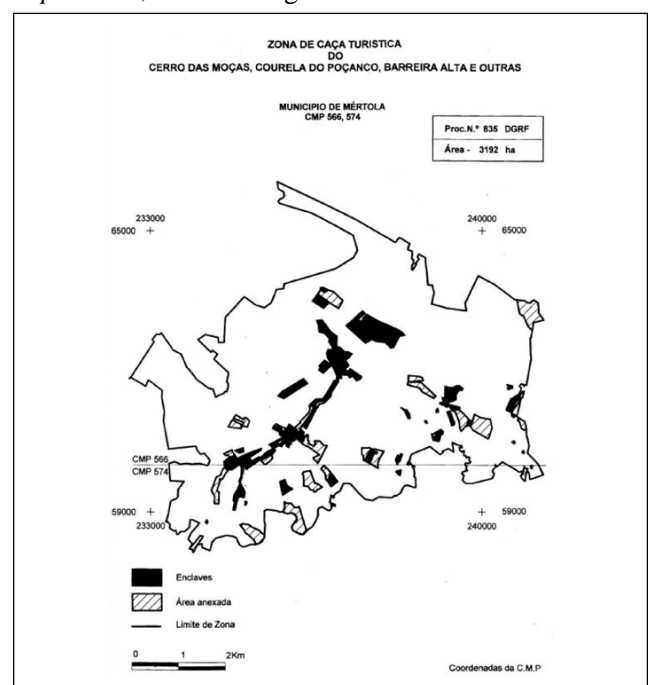 ZONA DE CAÇA TURISTICA
DO
CERRO DAS MOÇAS, COURELA DO POÇANCO, BARREIRA ALTA E OUTRAS
MUNICIPIO DE MÉRTOLA
CMP 566, 574
Proc.N.º 835 DGRF
Área - 3192 ha
233000
65000
240000
65000
CMP 566
CMP 574
59000
233000
59000
240000
Enclaves
Área anexada
Limite de Zona
0 1 2Km
Coordenadas da C.M.P